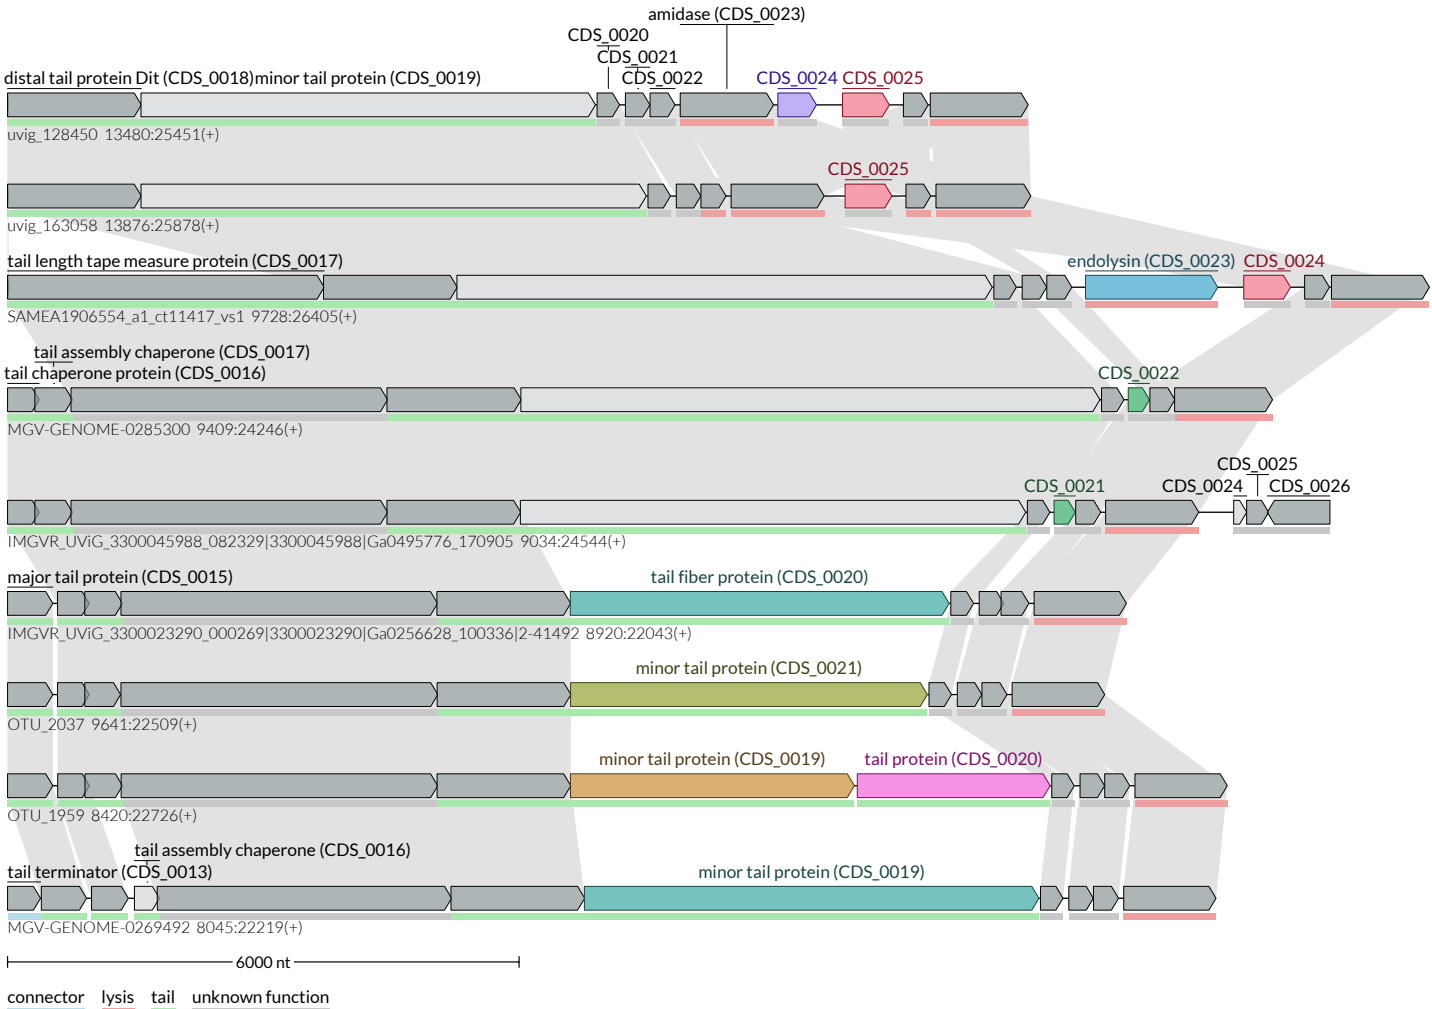 amidase (CDS_0023)
CDS_0020
CDS_0021
distal tail protein Dit (CDS_0018) minor tail protein (CDS_0019) CDS_0022 CDS_0024 CDS_0025
uvig_128450 13480:25451(+)
CDS_0025
uvig_163058 13876:25878(+)
tail length tape measure protein (CDS_0017) endolysin (CDS_0023) CDS_0024
SAMEA1906554_a1_ct11417_vs1 9728:26405(+)
tail assembly chaperone (CDS_0017)
tail chaperone protein (CDS_0016) CDS_0022
MGV-GENOME-0285300 9409:24246(+)
CDS_0025
CDS_0021 CDS_0024 CDS_0026
IMGVR_UViG_3300045988_082329|3300045988|Ga0495776_170905 9034:24544(+)
major tail protein (CDS_0015) tail fiber protein (CDS_0020)
IMGVR_UViG_3300023290_000269|3300023290|Ga0256628_100336|2-41492 8920:22043(+)
minor tail protein (CDS_0021)
OTU_2037 9641:22509(+)
minor tail protein (CDS_0019) tail protein (CDS_0020)
OTU_1959 8420:22726(+)
tail assembly chaperone (CDS_0016)
tail terminator (CDS_0013) minor tail protein (CDS_0019)
MGV-GENOME-0269492 8045:22219(+)
6000 nt
connector lysis tail unknown function